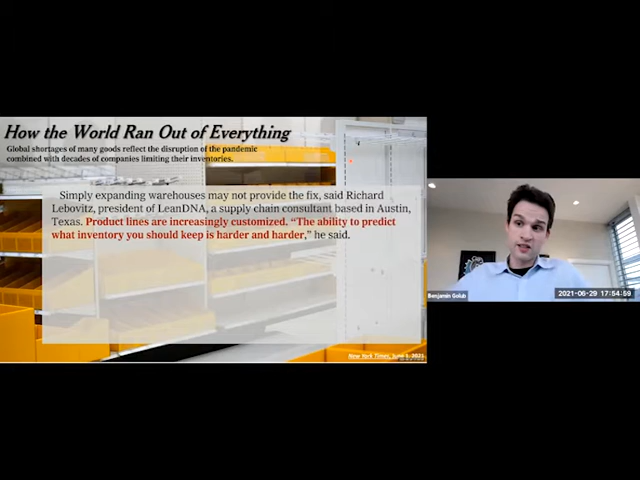 How the World Ran Out of Everything
Global shortages of many goods reflect the disruption of the pandemic
combined with decades of companies limiting their inventories.
Simply expanding warehouses may not provide the fix, said Richard
Lebovitz, president of LeanDNA, a supply chain consultant based in Austin,
Texas. Product lines are increasingly customized. “The ability to predict
what inventory you should keep is harder and harder,” he said.
New York Times, June 1, 2021
Benjamin Golub
2021-06-29 17:54:59